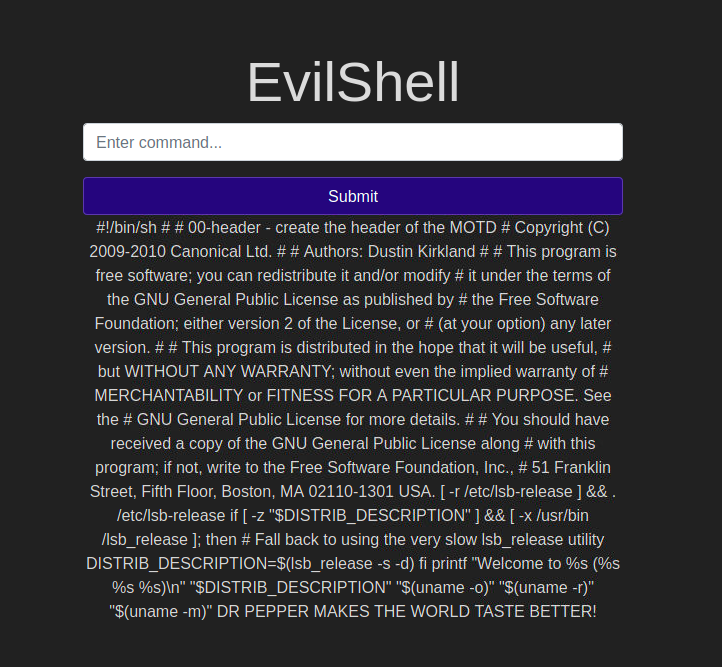 EvilShell
Enter command...
Submit
#!/bin/sh # # 00-header - create the header of the MOTD # Copyright (C)
2009-2010 Canonical Ltd. # # Authors: Dustin Kirkland # # This program is
free software; you can redistribute it and/or modify # it under the terms of
the GNU General Public License as published by # the Free Software
Foundation; either version 2 of the License, or # (at your option) any later
version. # # This program is distributed in the hope that it will be useful, #
but WITHOUT ANY WARRANTY; without even the implied warranty of #
MERCHANTABILITY or FITNESS FOR A PARTICULAR PURPOSE. See
the # GNU General Public License for more details. # # You should have
received a copy of the GNU General Public License along # with this
program; if not, write to the Free Software Foundation, Inc., # 51 Franklin
Street, Fifth Floor, Boston, MA 02110-1301 USA. [ -r /etc/lsb-release ] && .
/etc/lsb-release if [ -z "$DISTRIB_DESCRIPTION" ] && [ -x /usr/bin
/lsb_release ]; then # Fall back to using the very slow lsb_release utility
DISTRIB_DESCRIPTION=$(lsb_release -s -d) fi printf "Welcome to %s (%s
%s %s)\n" "$DISTRIB_DESCRIPTION" "$(uname -o)" "$(uname -r)"
"$(uname -m)" DR PEPPER MAKES THE WORLD TASTE BETTER!